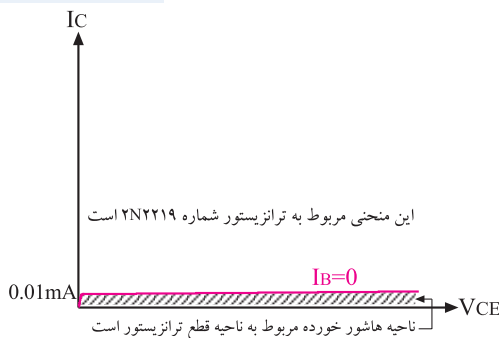 IC
این منحنی مربوط به ترانزیستور شماره ۲N۲۲۱۹ است
IB=0
0.01mA
VCE
ناحیه هاشور خورده مربوط به ناحیه قطع ترانزیستور است